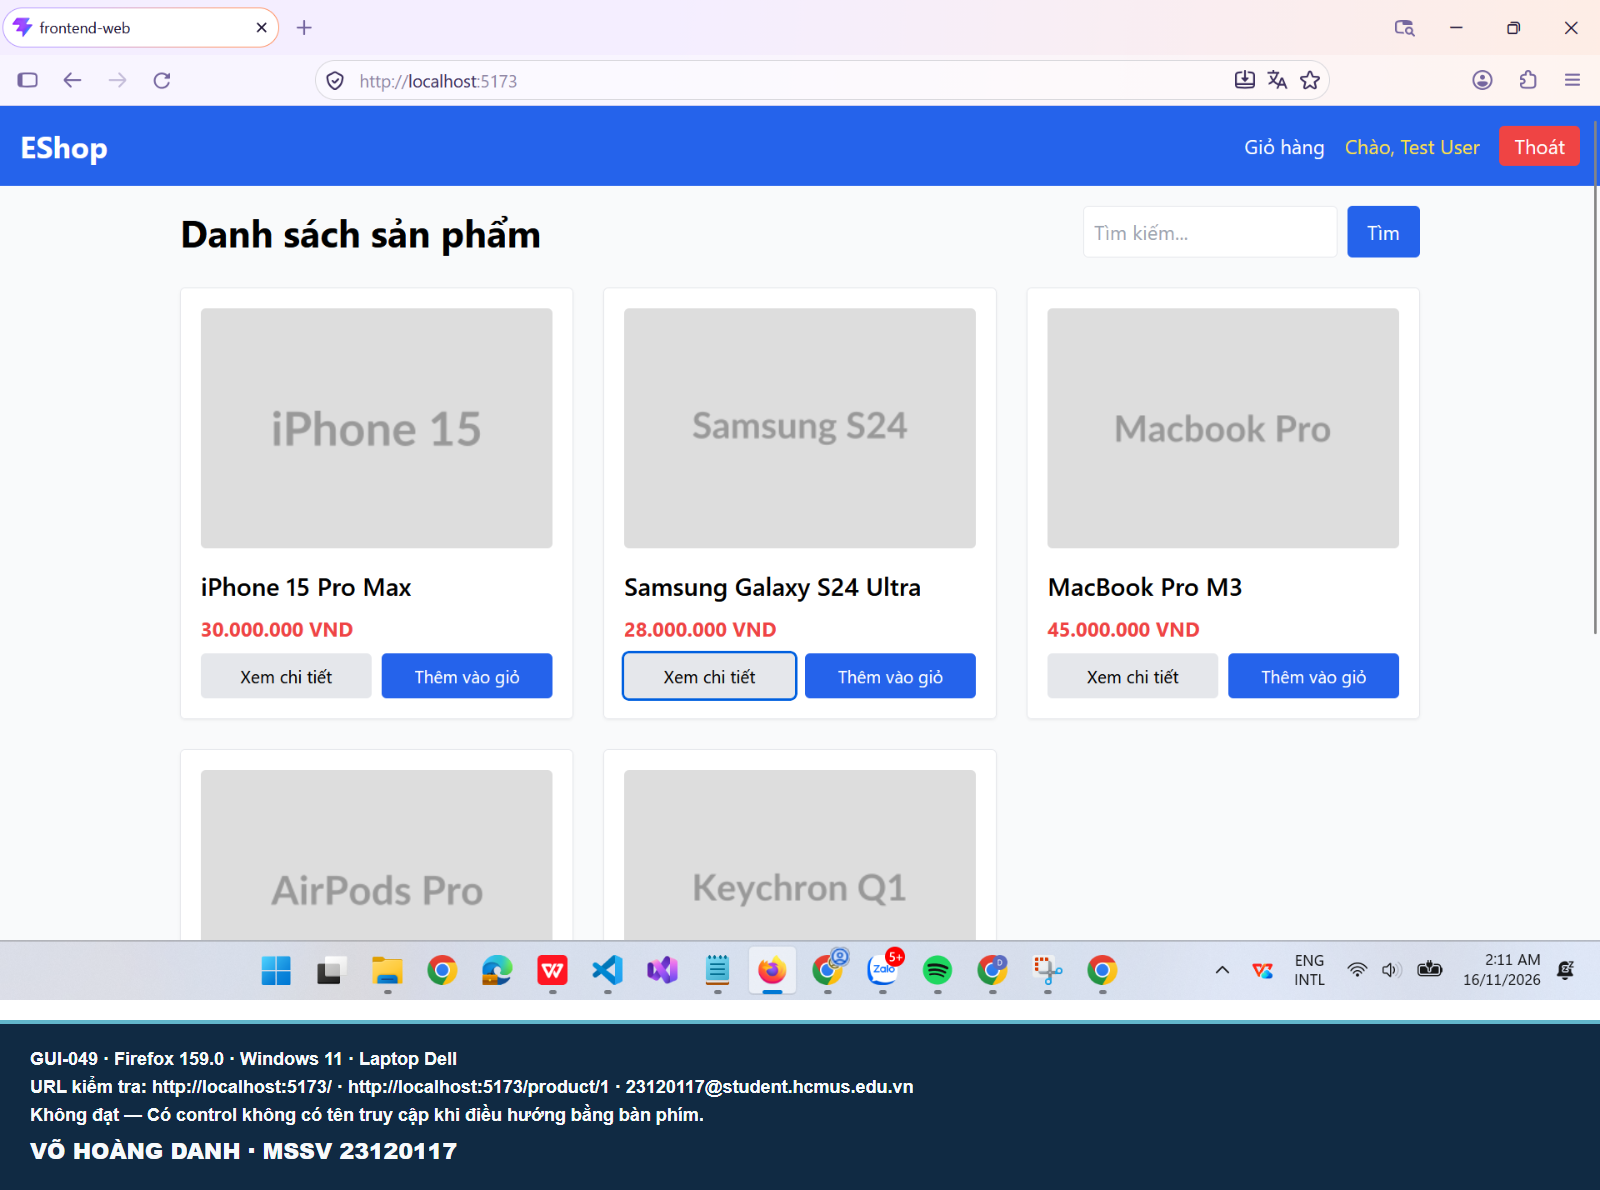 frontend-web
http://localhost:5173
EShop
Giỏ hàng
Chào, Test User
Thoát
Danh sách sản phẩm
Tìm kiếm...
Tìm
iPhone 15
Samsung S24
Macbook Pro
iPhone 15 Pro Max
Samsung Galaxy S24 Ultra
MacBook Pro M3
30.000.000 VND
28.000.000 VND
45.000.000 VND
Xem chi tiết
Thêm vào giỏ
Xem chi tiết
Thêm vào giỏ
Xem chi tiết
Thêm vào giỏ
AirPods Pro
Keychron Q1
Zalo
5+
ENG
INTL
2:11 AM
16/11/2026
GUI-049 · Firefox 159.0 · Windows 11 · Laptop Dell
URL kiểm tra: http://localhost:5173/ · http://localhost:5173/product/1 · 23120117@student.hcmus.edu.vn
Không đạt — Có control không có tên truy cập khi điều hướng bằng bàn phím.
VÕ HOÀNG DANH · MSSV 23120117